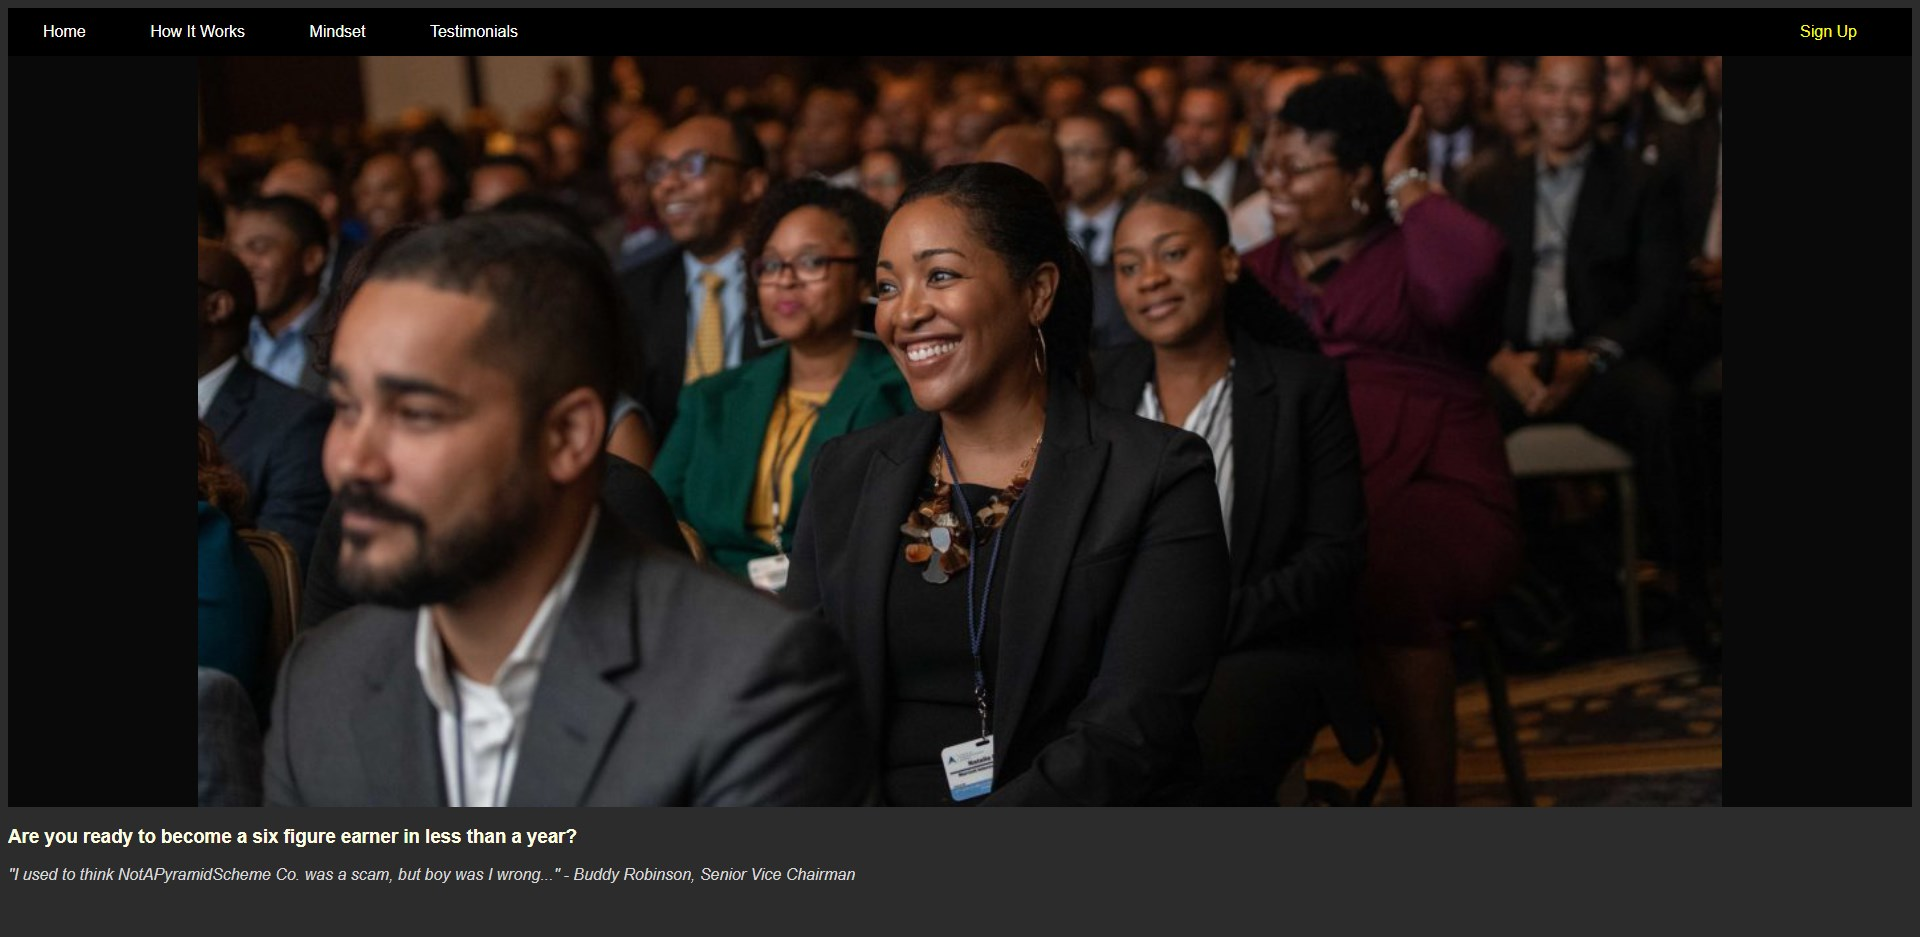 Home How It Works Mindset Testimonials Sign Up
Are you ready to become a six figure earner in less than a year?
"I used to think NotAPyramidScheme Co. was a scam, but boy was I wrong..." - Buddy Robinson, Senior Vice Chairman